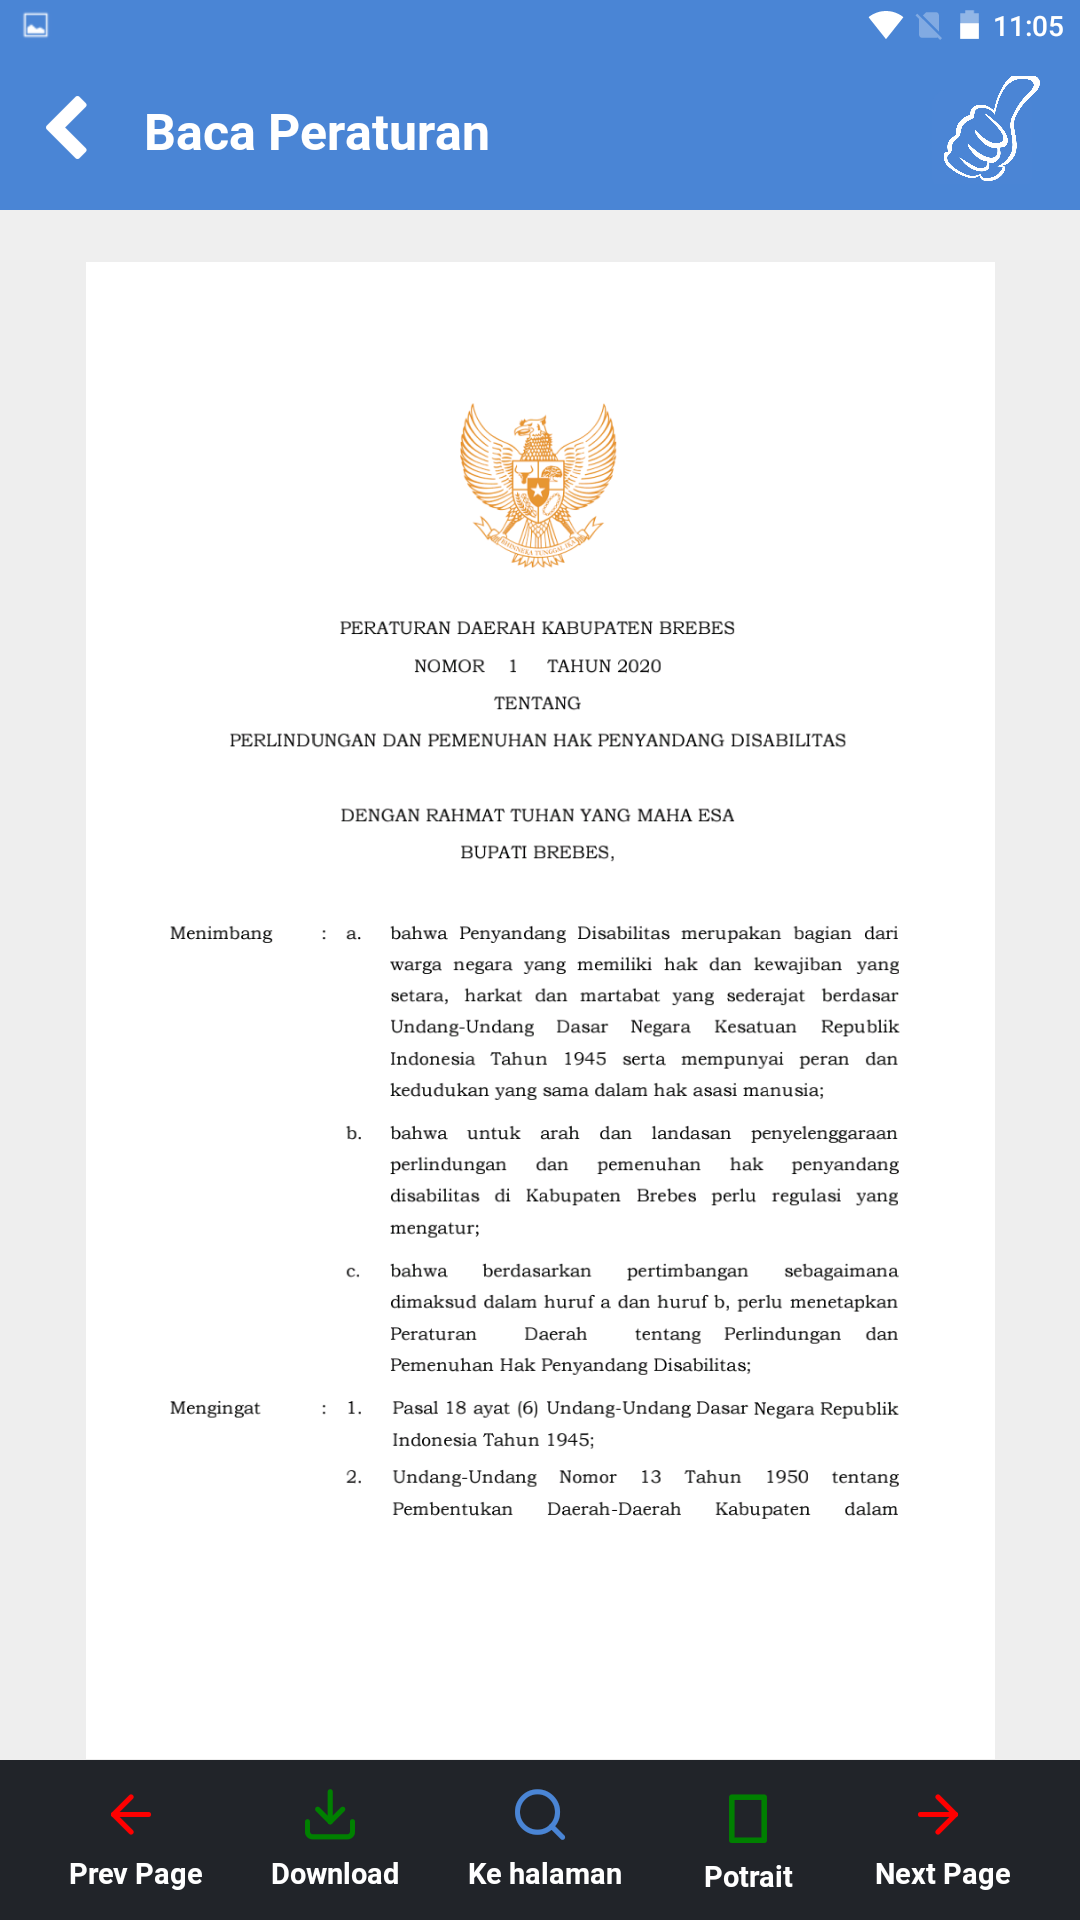 11:05
Baca Peraturan
BHINNEKA TUNGGAL IKA
PERATURAN DAERAH KABUPATEN BREBES
NOMOR 1 TAHUN 2020
TENTANG
PERLINDUNGAN DAN PEMENUHAN HAK PENYANDANG DISABILITAS
DENGAN RAHMAT TUHAN YANG MAHA ESA
BUPATI BREBES,
Menimbang : a. bahwa Penyandang Disabilitas merupakan bagian dari
warga negara yang memiliki hak dan kewajiban yang
setara, harkat dan martabat yang sederajat berdasar
Undang-Undang Dasar Negara Kesatuan Republik
Indonesia Tahun 1945 serta mempunyai peran dan
kedudukan yang sama dalam hak asasi manusia;
b. bahwa untuk arah dan landasan penyelenggaraan
perlindungan dan pemenuhan hak penyandang
disabilitas di Kabupaten Brebes perlu regulasi yang
mengatur;
c. bahwa berdasarkan pertimbangan sebagaimana
dimaksud dalam huruf a dan huruf b, perlu menetapkan
Peraturan Daerah tentang Perlindungan dan
Pemenuhan Hak Penyandang Disabilitas;
Mengingat : 1. Pasal 18 ayat (6) Undang-Undang Dasar Negara Republik
Indonesia Tahun 1945;
2. Undang-Undang Nomor 13 Tahun 1950 tentang
Pembentukan Daerah-Daerah Kabupaten dalam
Prev Page
Download
Ke halaman
Potrait
Next Page